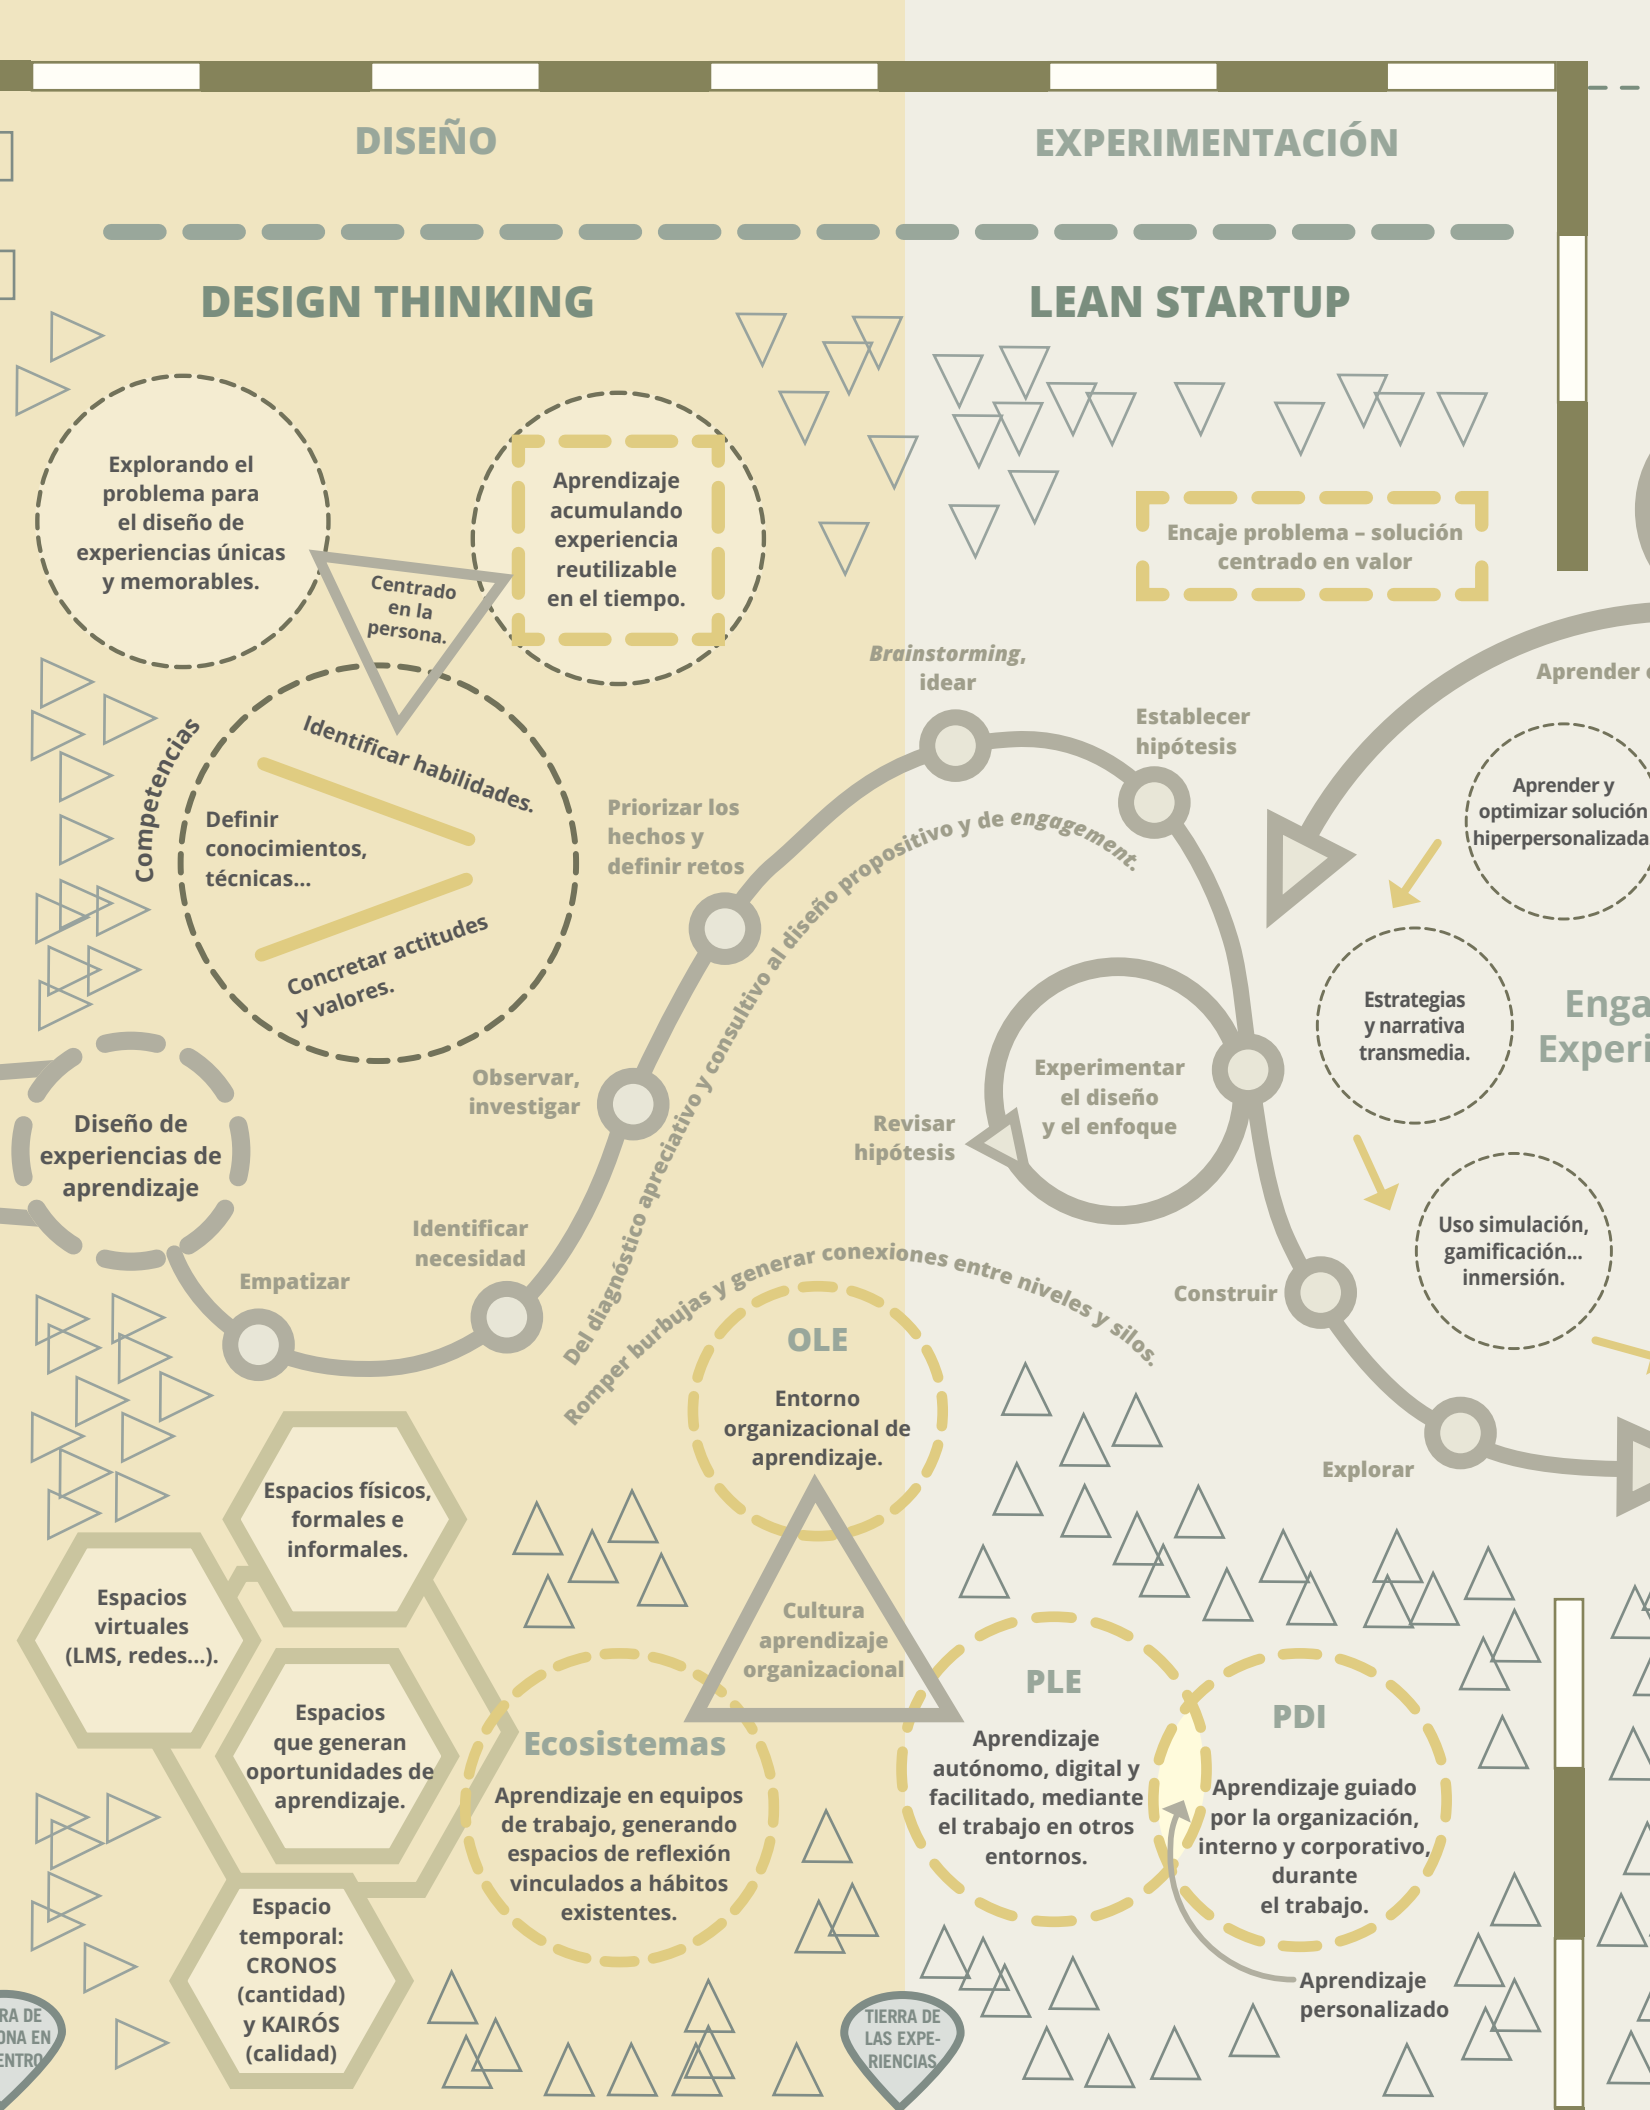 DISEÑO
DESIGN THINKING
Explorando el
problema para
el diseño de
experiencias únicas
y memorables.
Centrado
en la
persona.
Aprendizaje
acumulando
experiencia
reutilizable
en el tiempo.
Competencias
Identificar habilidades.
Definir
conocimientos,
técnicas...
Concretar actitudes
y valores.
Diseño de
experiencias de
aprendizaje
Empatizar
Identificar
necesidad
Observar,
investigar
Priorizar los
hechos y
definir retos
Brainstorming,
idear
Del diagnóstico apreciativo y consultivo al diseño propositivo y de engagement.
Romper burbujas y generar conexiones entre niveles y silos.
EXPERIMENTACIÓN
LEAN STARTUP
Encaje problema – solución
centrado en valor
Establecer
hipótesis
Experimentar
el diseño
y el enfoque
Revisar
hipótesis
Construir
Explorar
Aprender
Aprender y
optimizar solución
hiperpersonalizada
Estrategias
y narrativa
transmedia.
Enga
Experi
Uso simulación,
gamificación...
inmersión.
OLE
Entorno
organizacional de
aprendizaje.
Cultura
aprendizaje
organizacional
Espacios físicos,
formales e
informales.
Espacios
virtuales
(LMS, redes...).
Espacios
que generan
oportunidades de
aprendizaje.
Espacio
temporal:
CRONOS
(cantidad)
y KAIRÓS
(calidad)
Ecosistemas
Aprendizaje en equipos
de trabajo, generando
espacios de reflexión
vinculados a hábitos
existentes.
PLE
Aprendizaje
autónomo, digital y
facilitado, mediante
el trabajo en otros
entornos.
PDI
Aprendizaje guiado
por la organización,
interno y corporativo,
durante
el trabajo.
Aprendizaje
personalizado
RA DE
ONA EN
ENTRO
TIERRA DE
LAS EXPE-
RIENCIAS